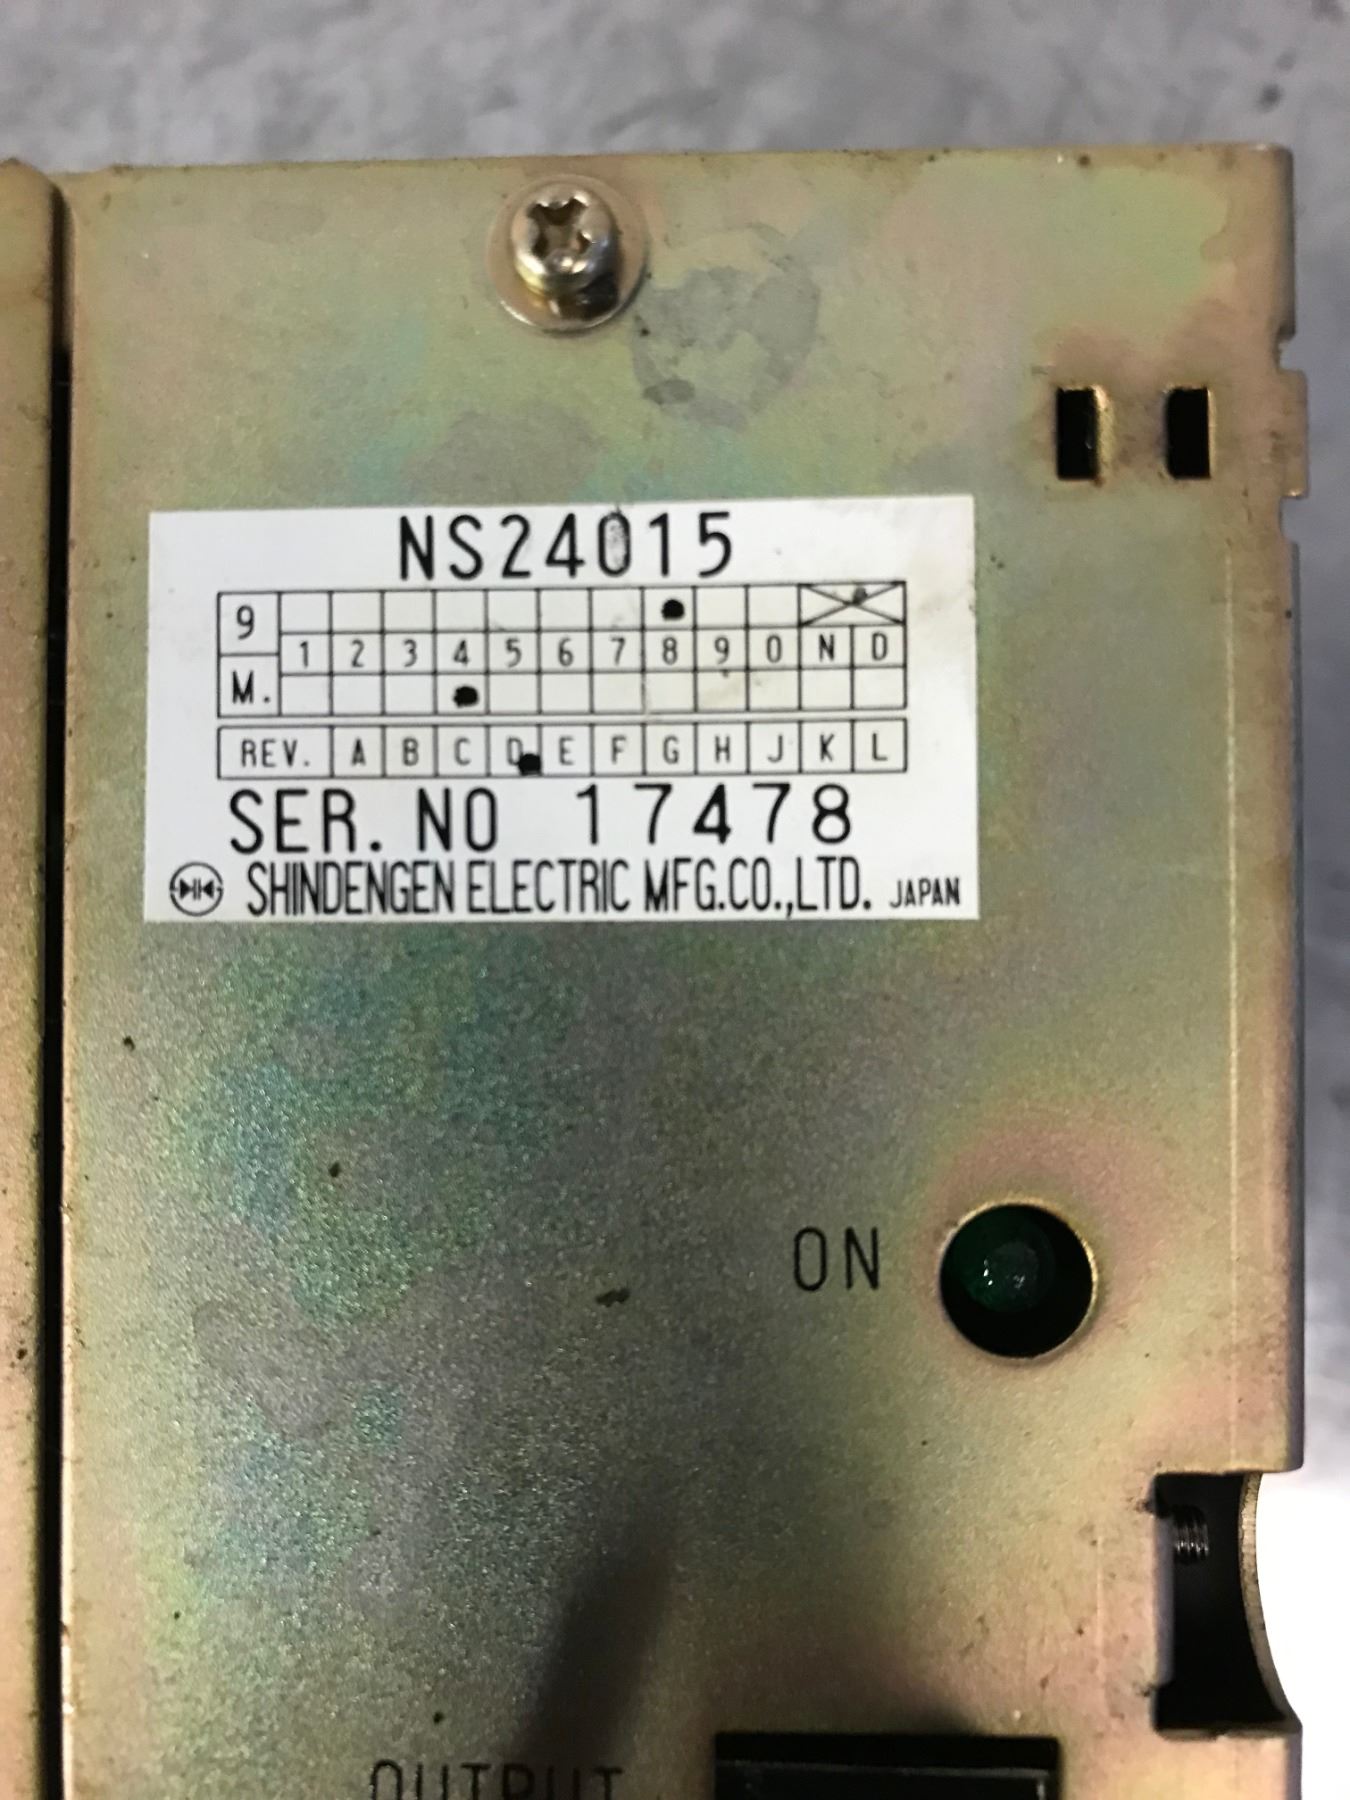 NS24015
9
1 2 3 4 5 6 7 8 9 0 N D
M.
REV. A B C D E F G H J K L
SER. NO 17478
SHINDENGEN ELECTRIC MFG.CO.,LTD. JAPAN
ON
OUTPUT